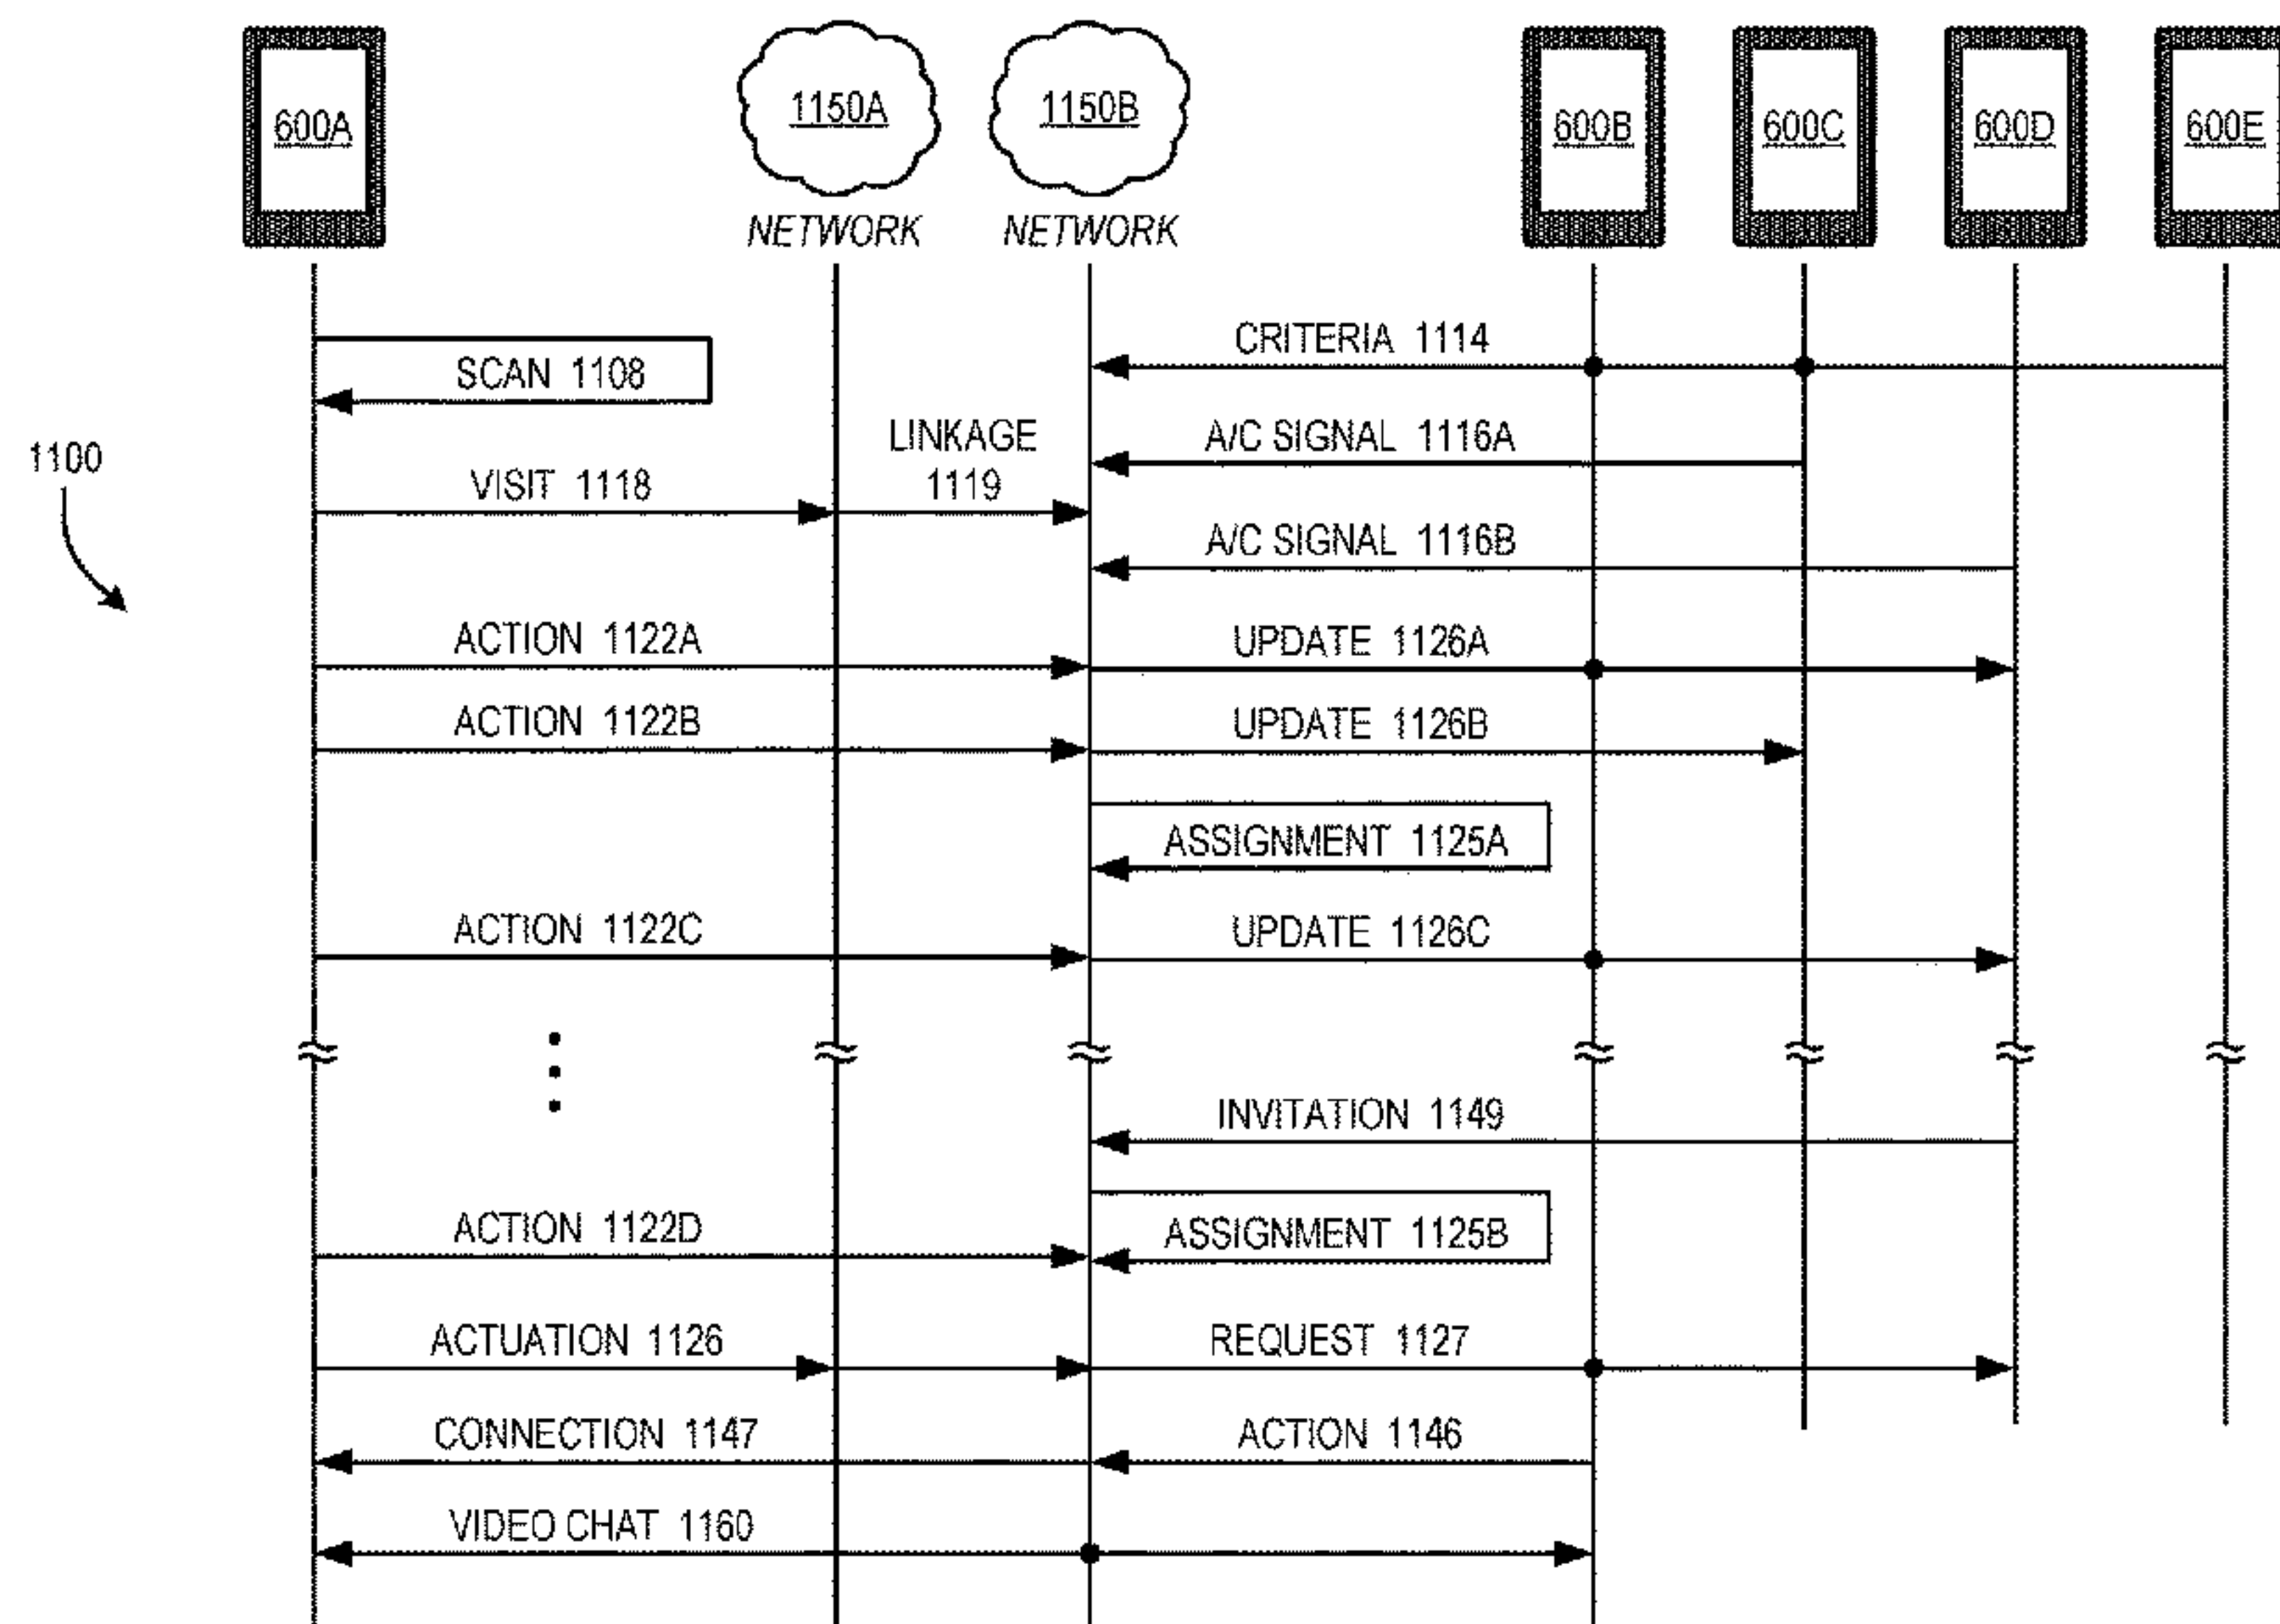 600A
1150A
1150B
600B
600C
600D
600E
NETWORK
NETWORK
CRITERIA 1114
SCAN 1108
LINKAGE
1119
A/C SIGNAL 1116A
1100
VISIT 1118
A/C SIGNAL 1116B
ACTION 1122A
UPDATE 1126A
ACTION 1122B
UPDATE 1126B
ASSIGNMENT 1125A
ACTION 1122C
UPDATE 1126C
INVITATION 1149
ACTION 1122D
ASSIGNMENT 1125B
ACTUATION 1126
REQUEST 1127
CONNECTION 1147
ACTION 1146
VIDEO CHAT 1160